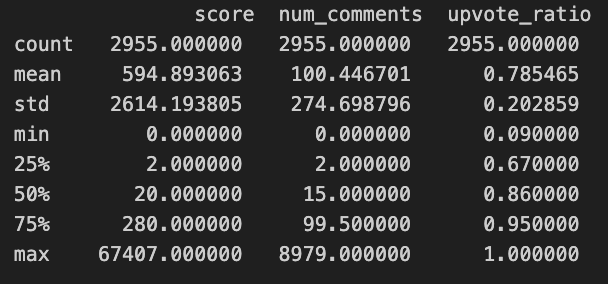 score num_comments upvote_ratio
count 2955.000000 2955.000000 2955.000000
mean 594.893063 100.446701 0.785465
std 2614.193805 274.698796 0.202859
min 0.000000 0.000000 0.090000
25% 2.000000 2.000000 0.670000
50% 20.000000 15.000000 0.860000
75% 280.000000 99.500000 0.950000
max 67407.000000 8979.000000 1.000000